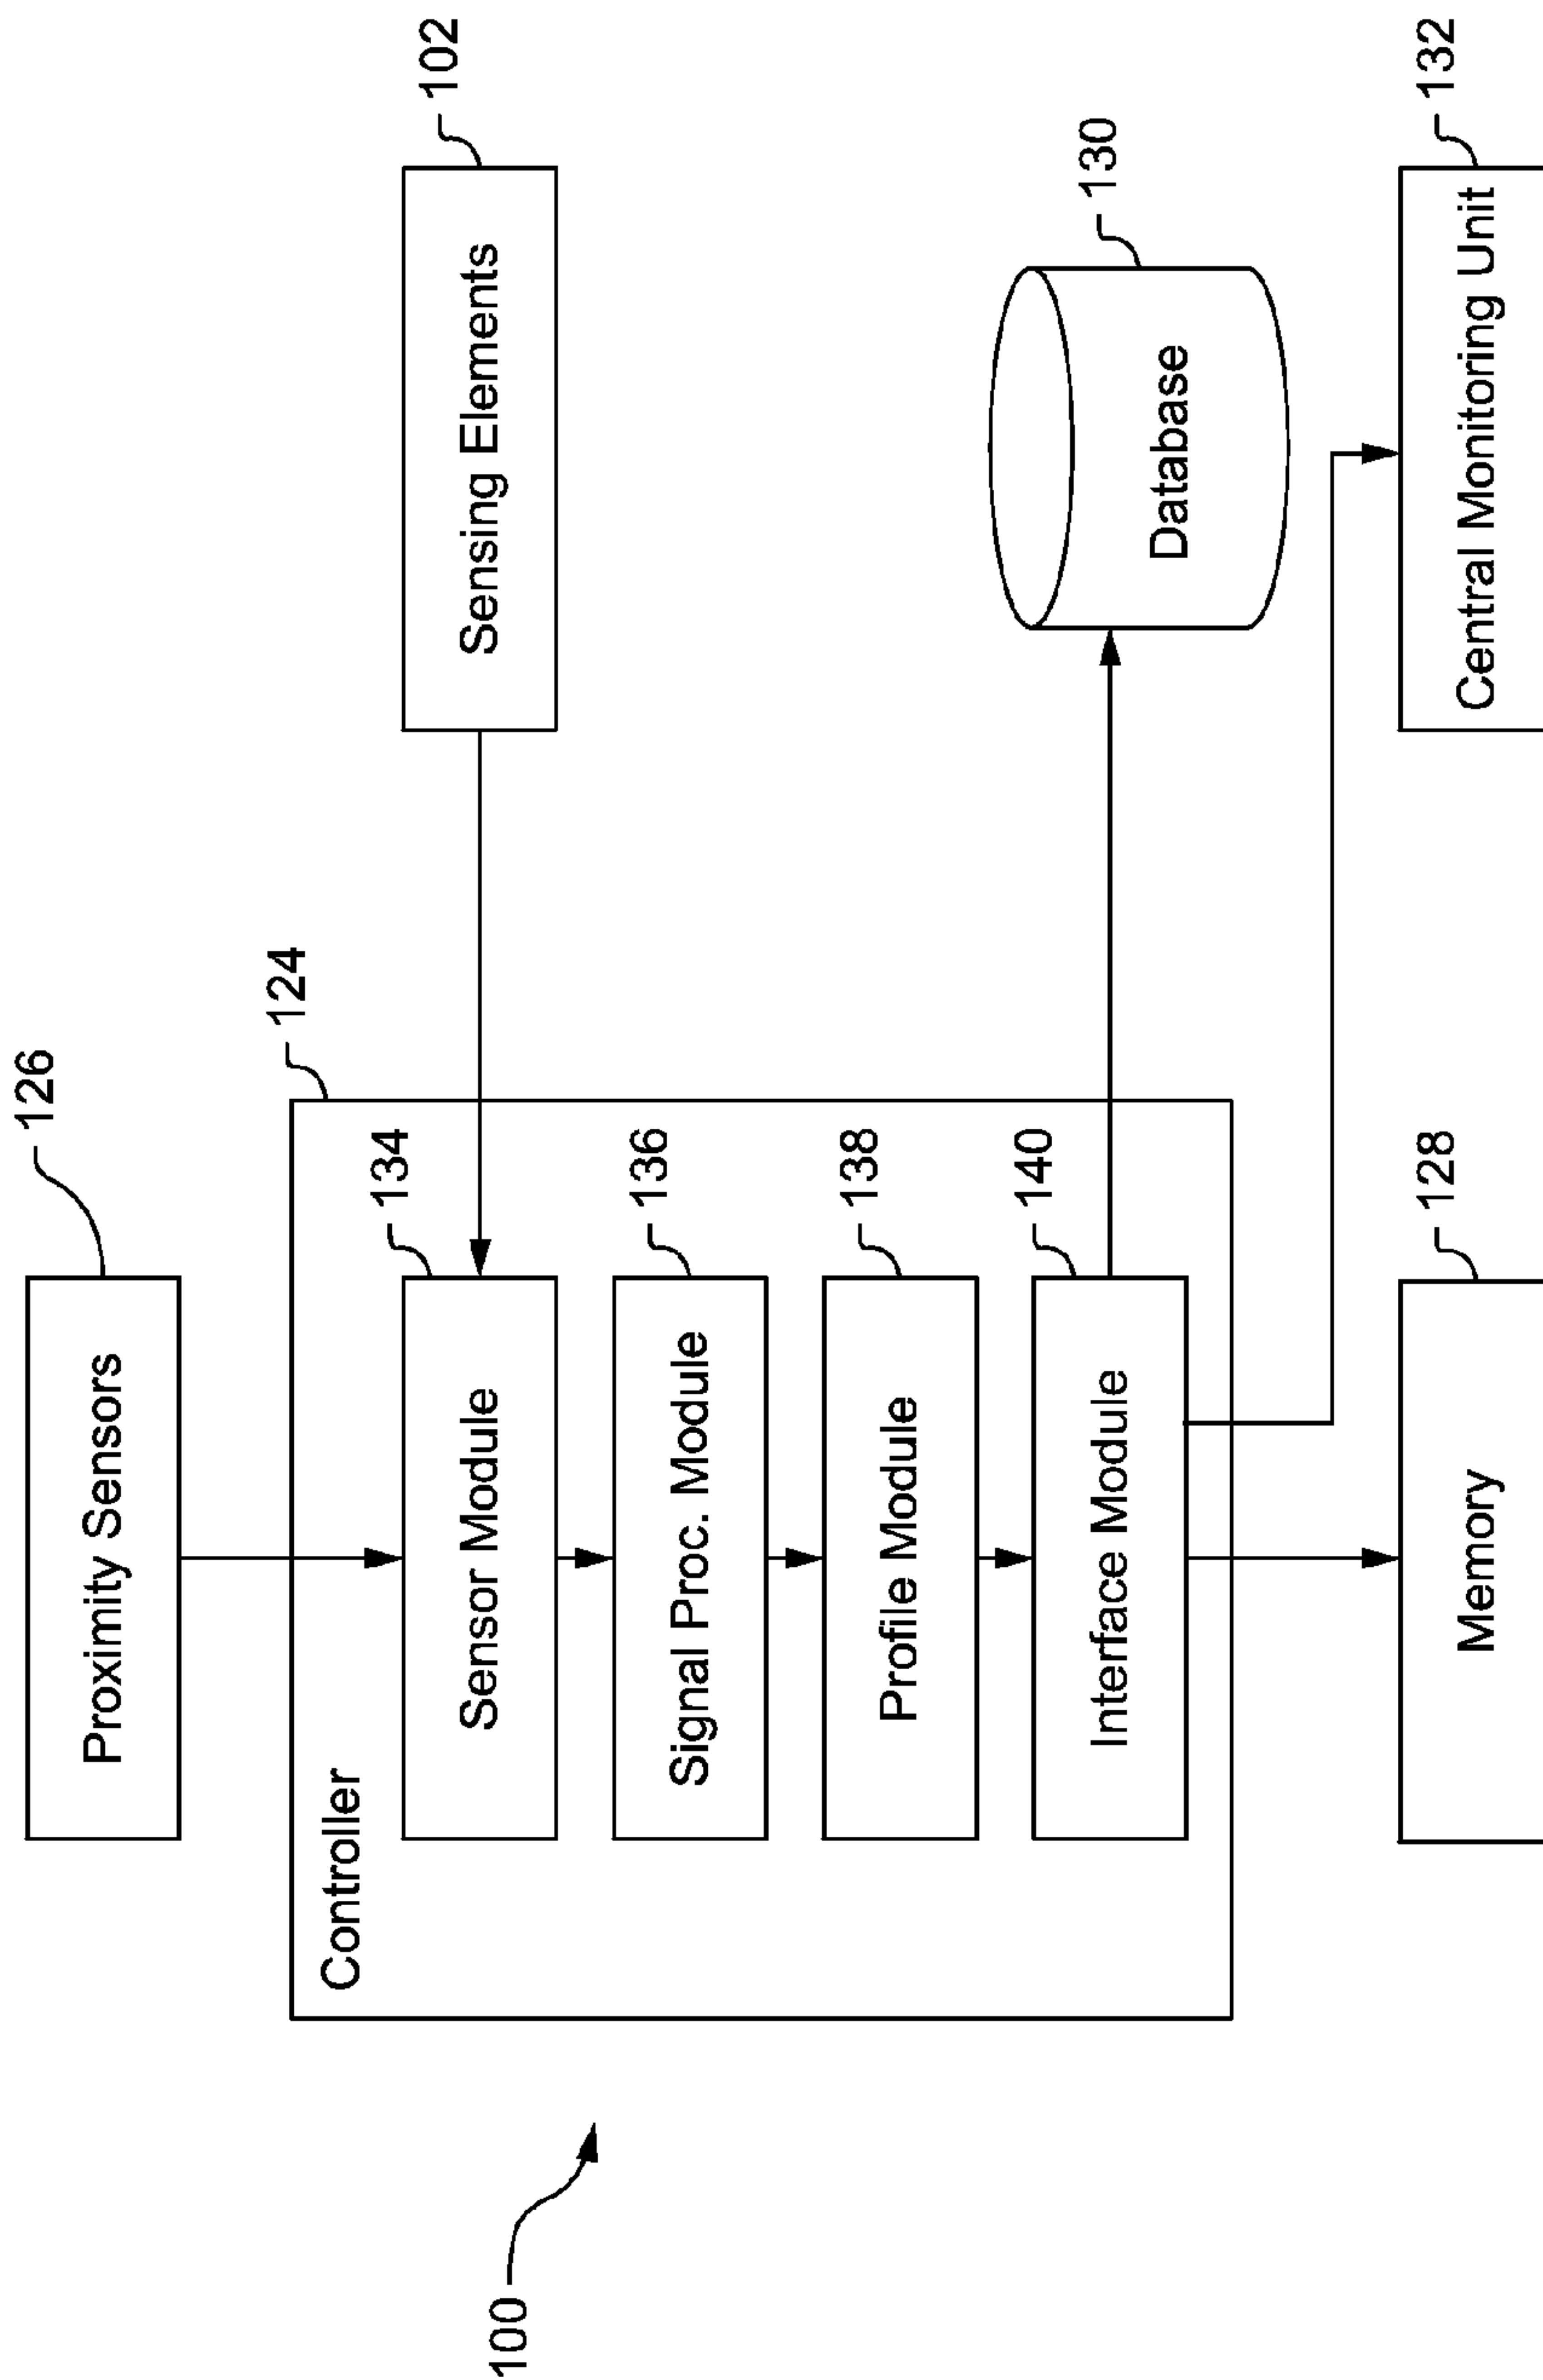 126
Proximity Sensors
124
Controller
102
Sensing Elements
134
Sensor Module
136
Signal Proc. Module
138
Profile Module
140
Interface Module
130
Database
128
Memory
132
Central Monitoring Unit
100